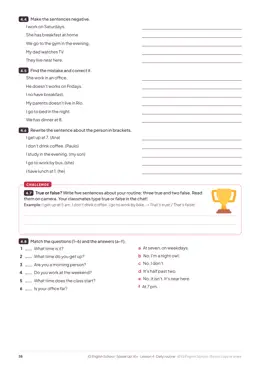 4.4 Make the sentences negative.
I work on Saturdays.
She has breakfast at home.
We go to the gym in the evening.
My dad watches TV.
They live near here.
4.5 Find the mistake and correct it.
She work in an office.
He doesn't works on Fridays.
I no have breakfast.
My parents doesn't live in Rio.
I go to bed in the night.
We has dinner at 8.
4.6 Rewrite the sentence about the person in brackets.
I get up at 7. (Ana)
I don't drink coffee. (Paulo)
I study in the evening. (my son)
I go to work by bus. (she)
I have lunch at 1. (he)
CHALLENGE
4.7 True or false? Write five sentences about your routine: three true and two false. Read
them on camera. Your classmates type true or false in the chat!
Example: I get up at 5 am. I don't drink coffee. I go to work by bike. → That's true! / That's false!
4.8 Match the questions (1–6) and the answers (a–f).
1 ___ What time is it?
2 ___ What time do you get up?
3 ___ Are you a morning person?
4 ___ Do you work at the weekend?
5 ___ What time does the class start?
6 ___ Is your office far?
a At seven, on weekdays.
b No, I'm a night owl.
c No, I don't.
d It's half past two.
e No, it isn't. It's near here.
f At 7 pm.